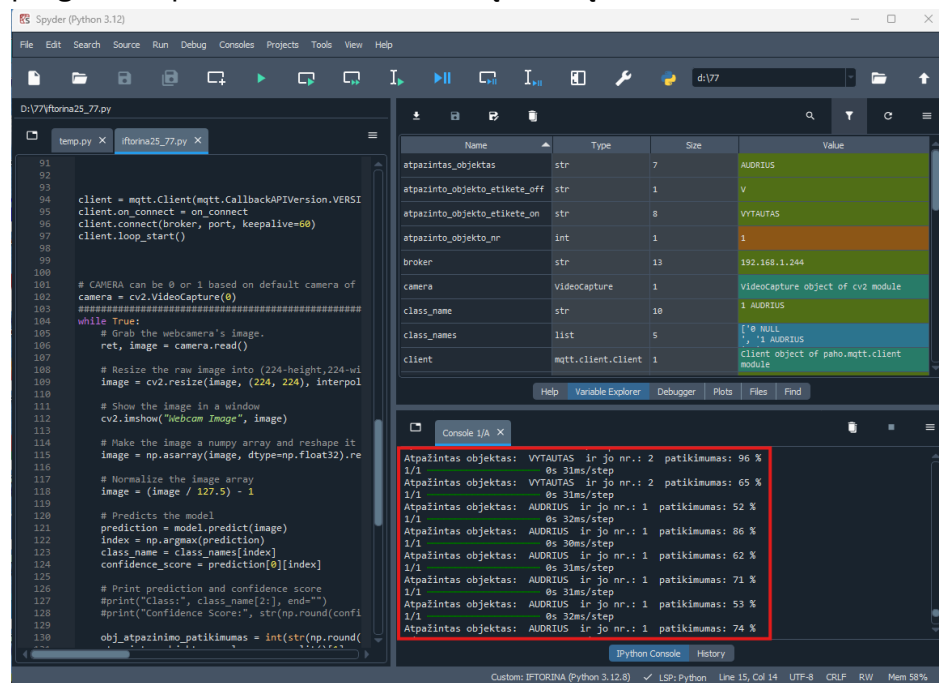 Spyder (Python 3.12)
File Edit Search Source Run Debug Consoles Projects Tools View Help
d:\77
D:\77\iftorina25_77.py
temp.py iftorina25_77.py
91
92
93
94 client = mqtt.Client(mqtt.CallbackAPIVersion.VERSI
95 client.on_connect = on_connect
96 client.connect(broker, port, keepalive=60)
97 client.loop_start()
98
99
100
101 # CAMERA can be 0 or 1 based on default camera of
102 camera = cv2.VideoCapture(0)
103 ##################################################
104 while True:
105 # Grab the webcamera's image.
106 ret, image = camera.read()
107
108 # Resize the raw image into (224-height,224-wi
109 image = cv2.resize(image, (224, 224), interpol
110
111 # Show the image in a window
112 cv2.imshow("Webcam Image", image)
113
114 # Make the image a numpy array and reshape it
115 image = np.asarray(image, dtype=np.float32).re
116
117 # Normalize the image array
118 image = (image / 127.5) - 1
119
120 # Predicts the model
121 prediction = model.predict(image)
122 index = np.argmax(prediction)
123 class_name = class_names[index]
124 confidence_score = prediction[0][index]
125
126 # Print prediction and confidence score
127 #print("Class:", class_name[2:], end="")
128 #print("Confidence Score:", str(np.round(confi
129
130 obj_atpazinimo_patikimumas = int(str(np.round(
Name Type Size Value
atpazintas_objektas str 7 AUDRIUS
atpazinto_objekto_etikete_off str 1 V
atpazinto_objekto_etikete_on str 8 VYTAUTAS
atpazinto_objekto_nr int 1 1
broker str 13 192.168.1.244
camera VideoCapture 1 VideoCapture object of cv2 module
class_name str 10 1 AUDRIUS
class_names list 5 ['0 NULL
', '1 AUDRIUS
client mqtt.client.Client 1 Client object of paho.mqtt.client
module
Help Variable Explorer Debugger Plots Files Find
Console 1/A
Atpažintas objektas: VYTAUTAS ir jo nr.: 2 patikimumas: 96 %
1/1 0s 31ms/step
Atpažintas objektas: VYTAUTAS ir jo nr.: 2 patikimumas: 65 %
1/1 0s 31ms/step
Atpažintas objektas: AUDRIUS ir jo nr.: 1 patikimumas: 52 %
1/1 0s 32ms/step
Atpažintas objektas: AUDRIUS ir jo nr.: 1 patikimumas: 86 %
1/1 0s 30ms/step
Atpažintas objektas: AUDRIUS ir jo nr.: 1 patikimumas: 62 %
1/1 0s 31ms/step
Atpažintas objektas: AUDRIUS ir jo nr.: 1 patikimumas: 71 %
1/1 0s 31ms/step
Atpažintas objektas: AUDRIUS ir jo nr.: 1 patikimumas: 53 %
1/1 0s 32ms/step
Atpažintas objektas: AUDRIUS ir jo nr.: 1 patikimumas: 74 %
IPython Console History
Custom: IFTORINA (Python 3.12.8) LSP: Python Line 15, Col 14 UTF-8 CRLF RW Mem 58%